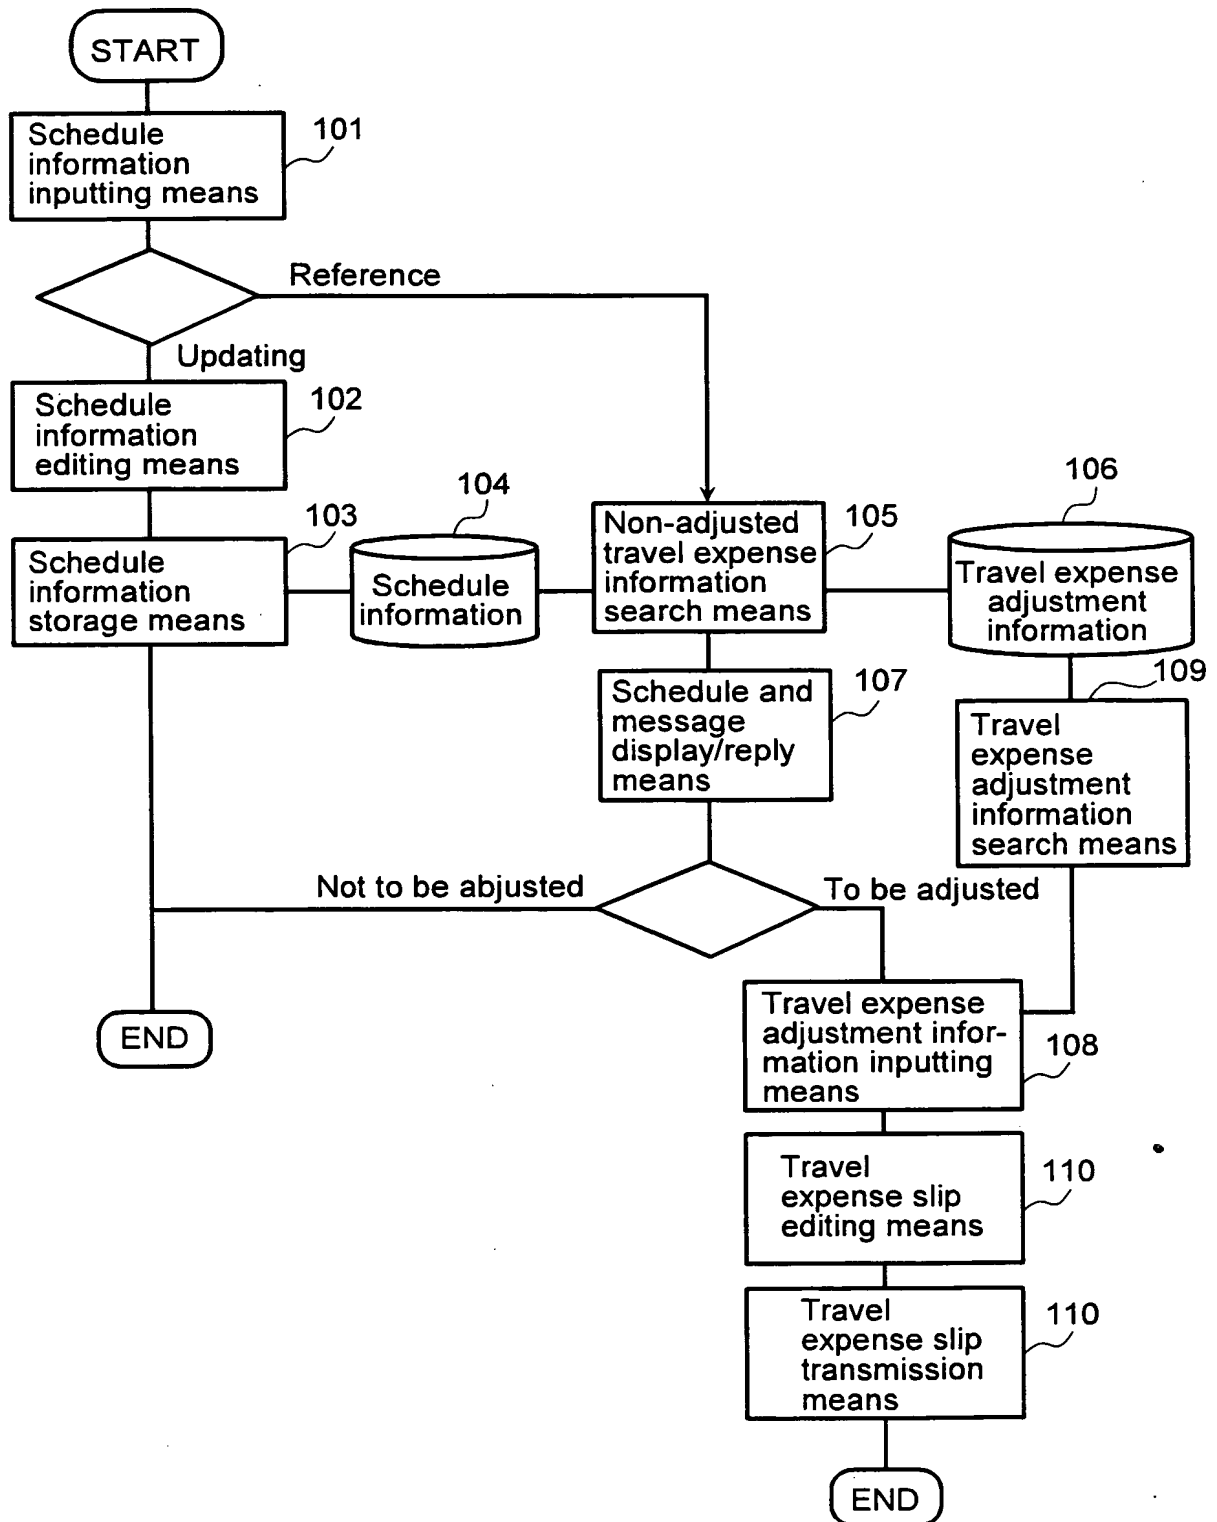 START
Schedule
information
inputting means
101
Reference
Updating
Schedule
information
editing means
102
Schedule
information
storage means
103
Schedule
information
104
Non-adjusted
travel expense
information
search means
105
Travel expense
adjustment
information
106
Schedule and
message
display/reply
means
107
Travel
expense
adjustment
information
search means
109
Not to be abjusted
To be adjusted
END
Travel expense
adjustment infor-
mation inputting
means
108
Travel
expense slip
editing means
110
Travel
expense slip
transmission
means
110
END